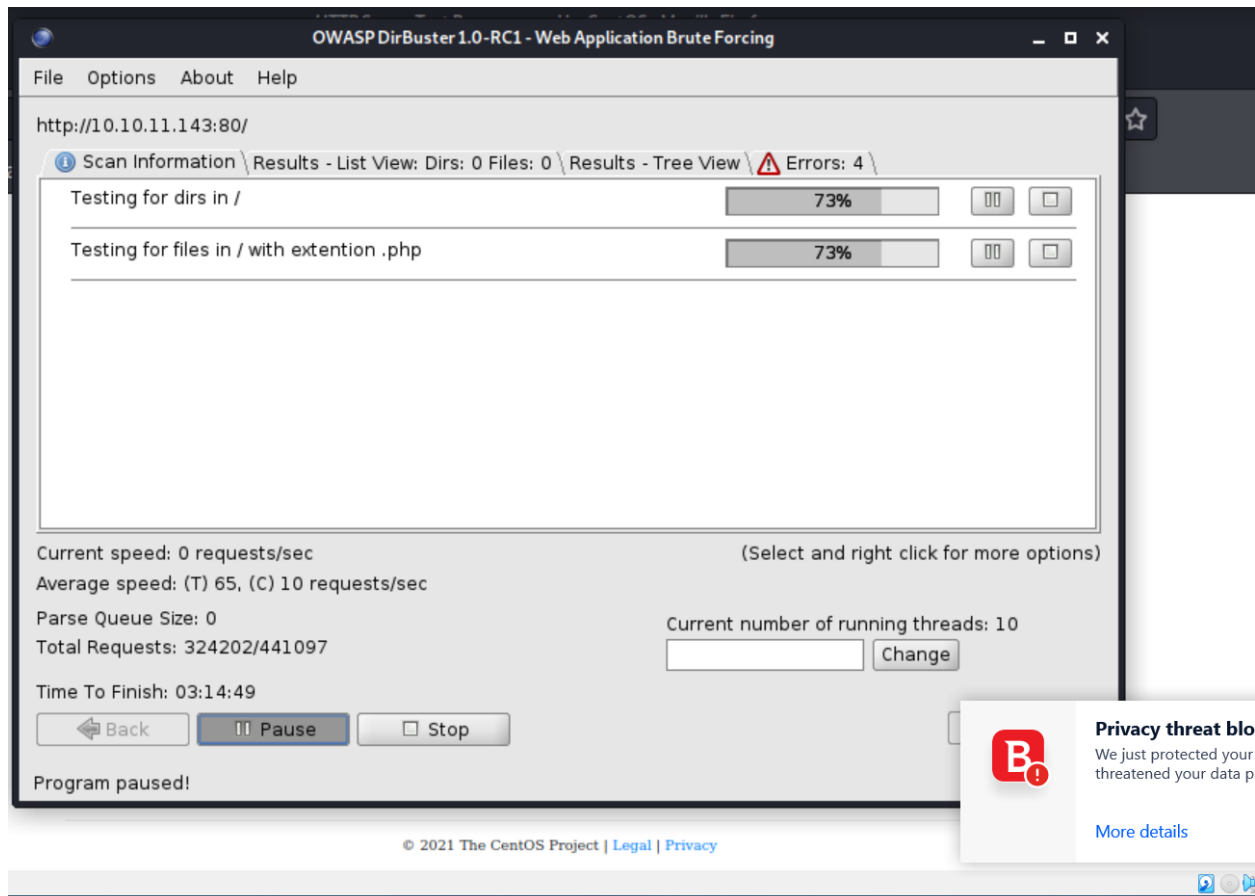 OWASP DirBuster 1.0-RC1 - Web Application Brute Forcing
File Options About Help
http://10.10.11.143:80/
Scan Information Results - List View: Dirs: 0 Files: 0 Results - Tree View Errors: 4
Testing for dirs in / 73%
Testing for files in / with extention .php 73%
Current speed: 0 requests/sec (Select and right click for more options)
Average speed: (T) 65, (C) 10 requests/sec
Parse Queue Size: 0
Current number of running threads: 10
Total Requests: 324202/441097
Change
Time To Finish: 03:14:49
Back Pause Stop
Program paused!
Privacy threat blo
We just protected your
threatened your data p
More details
© 2021 The CentOS Project | Legal | Privacy